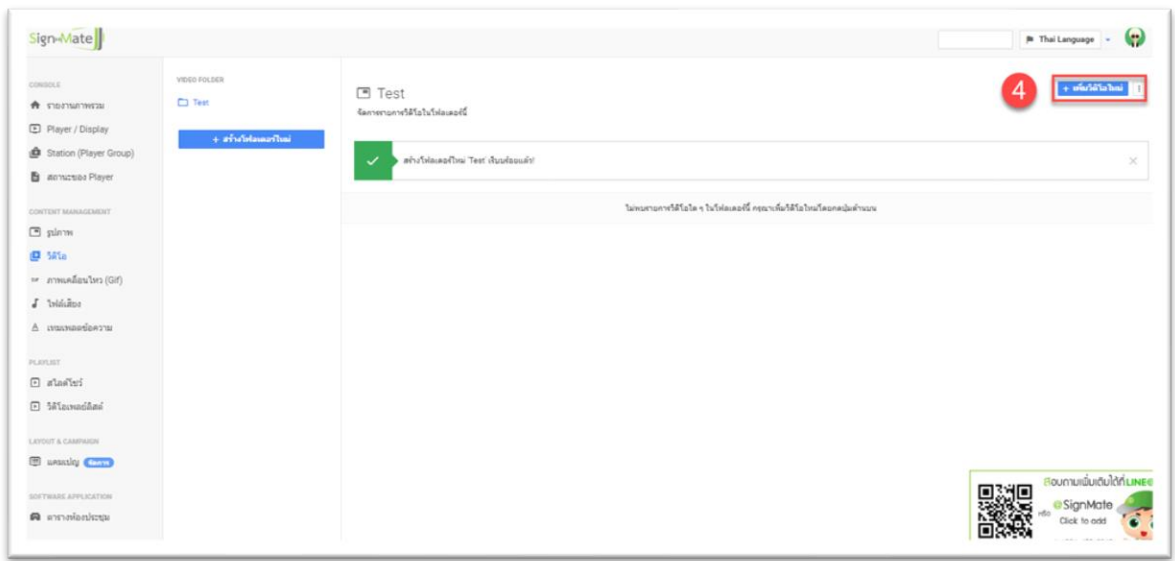 Sign-Mate
Thai Language
CONSOLE
รายงานภาพรวม
Player / Display
Station (Player Group)
สถานะของ Player
CONTENT MANAGEMENT
รูปภาพ
วิดีโอ
GIF ภาพเคลื่อนไหว (Gif)
ไฟล์เสียง
เทมเพลตข้อความ
PLAYLIST
สไลด์โชว์
วิดีโอเพลย์ลิสต์
LAYOUT & CAMPAIGN
แคมเปญ จัดการ
SOFTWARE APPLICATION
ตารางห้องประชุม
VIDEO FOLDER
Test
+ สร้างโฟลเดอร์ใหม่
Test
จัดการรายการวิดีโอในโฟลเดอร์นี้
4
+ เพิ่มวิดีโอใหม่
สร้างโฟลเดอร์ใหม่ 'Test' เรียบร้อยแล้ว!
ไม่พบรายการวิดีโอใด ๆ ในโฟลเดอร์นี้ กรุณาเพิ่มวิดีโอใหม่โดยกดปุ่มด้านบน
สอบถามเพิ่มเติมได้ที่ LINE@
หรือ @SignMate
Click to add